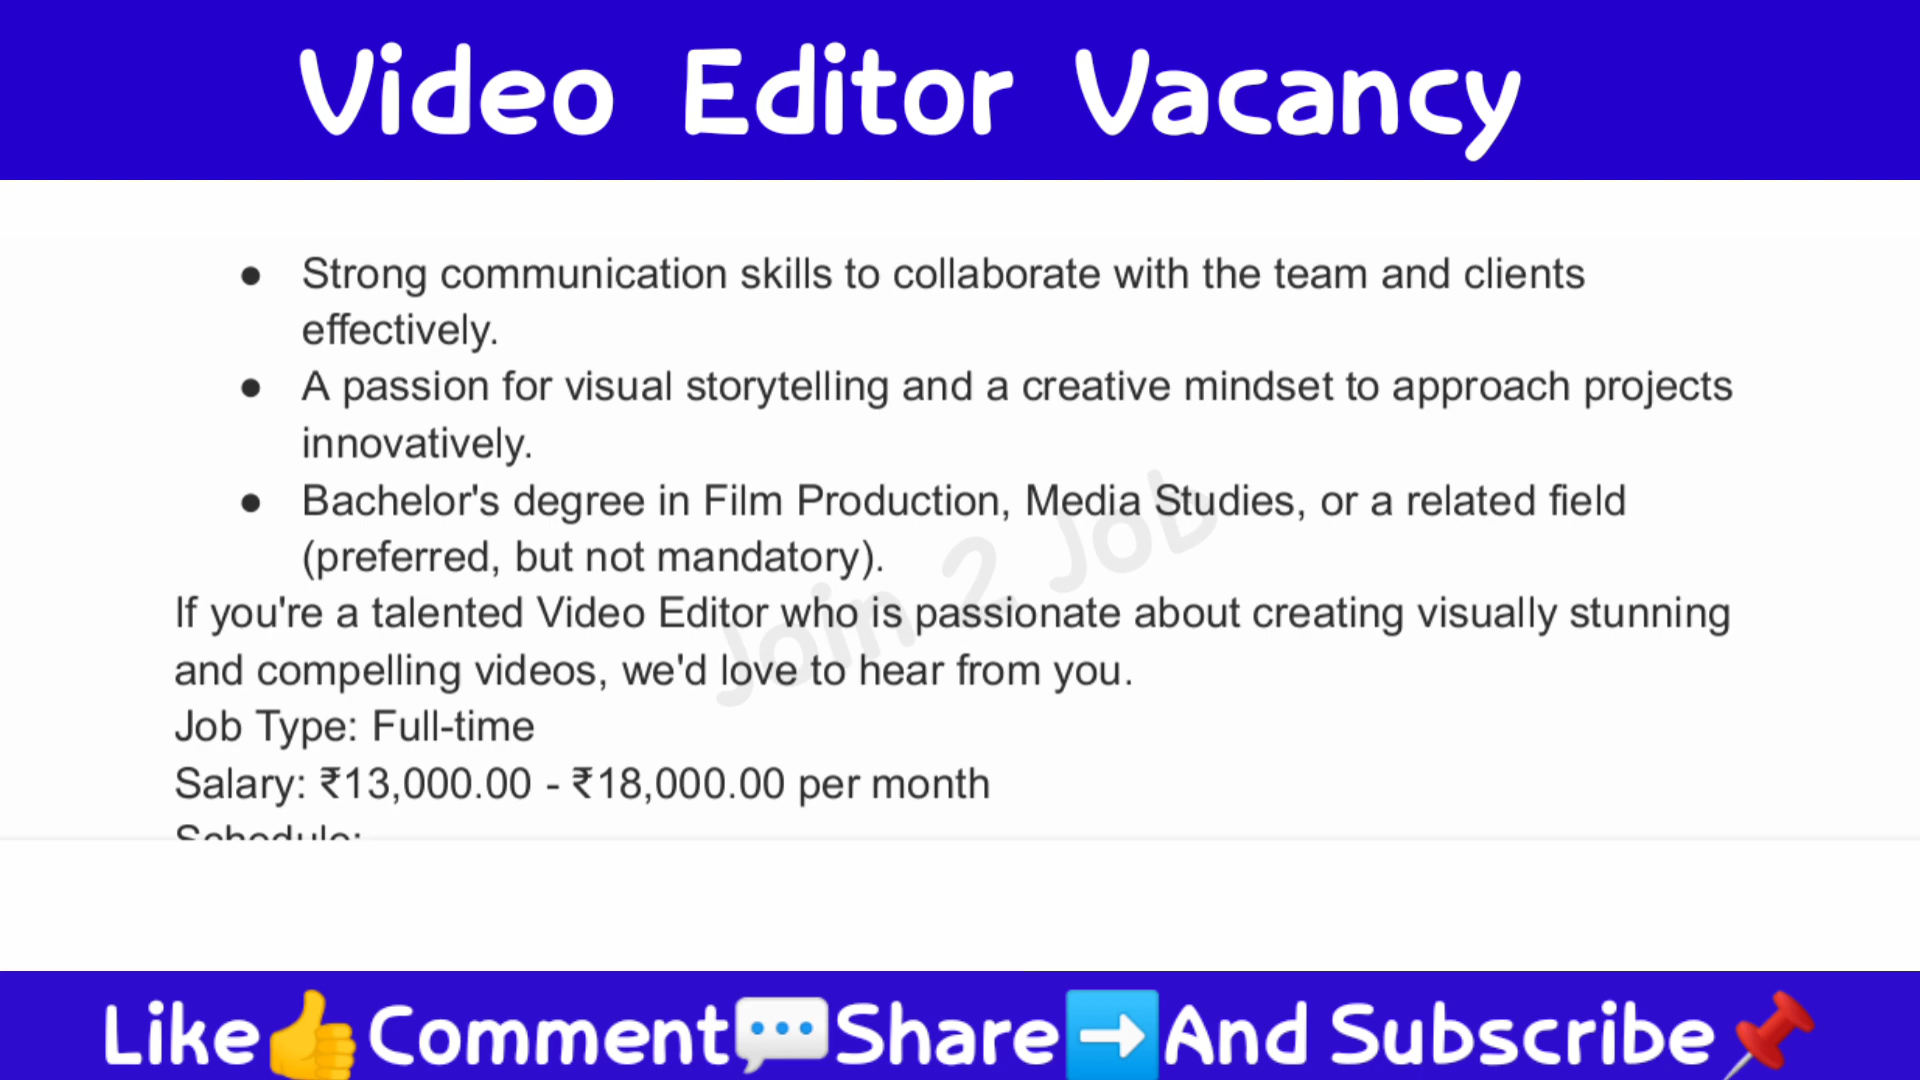 Video Editor Vacancy
● Strong communication skills to collaborate with the team and clients
effectively.
● A passion for visual storytelling and a creative mindset to approach projects
innovatively.
● Bachelor's degree in Film Production, Media Studies, or a related field
(preferred, but not mandatory).
Join 2 Job
If you're a talented Video Editor who is passionate about creating visually stunning
and compelling videos, we'd love to hear from you.
Job Type: Full-time
Salary: ₹13,000.00 - ₹18,000.00 per month
Schedule:
Like👍Comment💬Share➡️And Subscribe📌